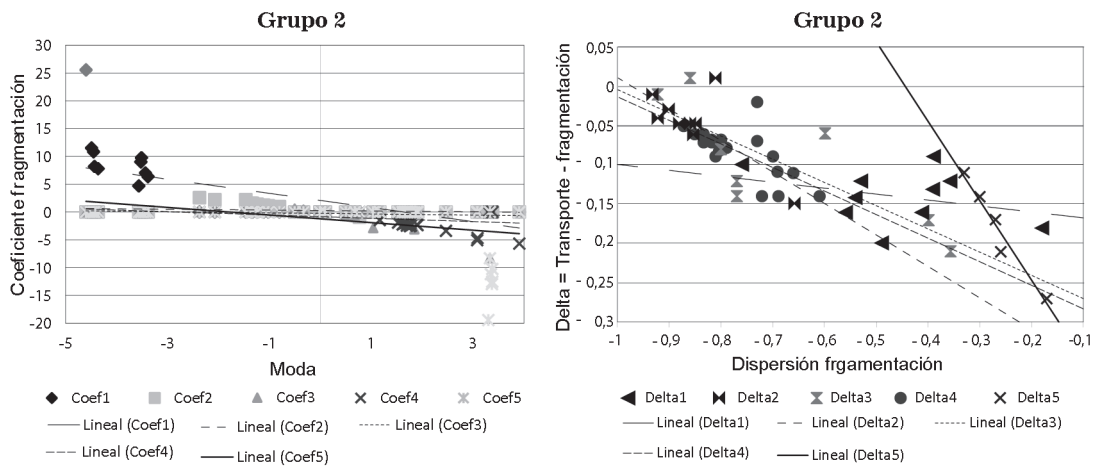 Grupo 2
Coeficiente fragmentación
30
25
20
15
10
5
0
-5
-10
-15
-20
-5 -3 -1 1 3
Moda
Coef1 Coef2 Coef3 Coef4 Coef5
Lineal (Coef1) Lineal (Coef2) Lineal (Coef3)
Lineal (Coef4) Lineal (Coef5)
Grupo 2
Delta = Transporte - fragmentación
0,05
0
- 0,05
- 0,1
- 0,15
- 0,2
- 0,25
- 0,3
-1 - 0,9 - 0,8 - 0,7 - 0,6 - 0,5 - 0,4 - 0,3 - 0,2 - 0,1
Dispersión frgamentación
Delta1 Delta2 Delta3 Delta4 Delta5
Lineal (Delta1) Lineal (Delta2) Lineal (Delta3)
Lineal (Delta4) Lineal (Delta5)